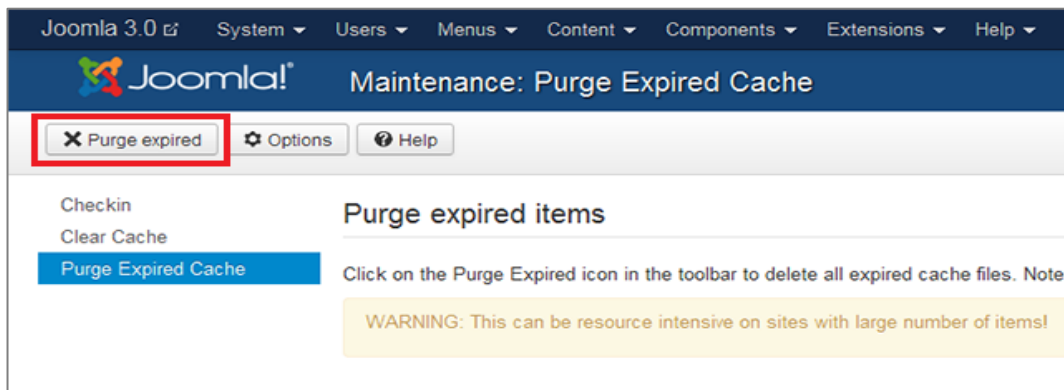 Joomla 3.0 System Users Menus Content Components Extensions Help
Joomla!® Maintenance: Purge Expired Cache
Purge expired Options Help
Checkin
Clear Cache
Purge Expired Cache
Purge expired items
Click on the Purge Expired icon in the toolbar to delete all expired cache files. Note
WARNING: This can be resource intensive on sites with large number of items!